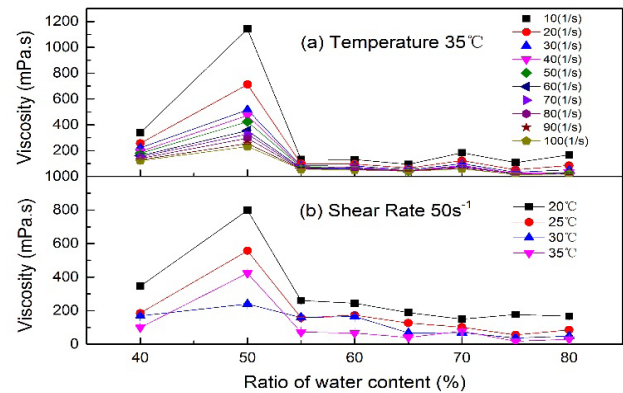 (a) Temperature 35℃
Viscosity (mPa.s)
1200
1000
800
600
400
200
10(1/s)
20(1/s)
30(1/s)
40(1/s)
50(1/s)
60(1/s)
70(1/s)
80(1/s)
90(1/s)
100(1/s)
(b) Shear Rate 50s⁻¹
Viscosity (mPa.s)
1000
800
600
400
200
0
20℃
25℃
30℃
35℃
40 50 60 70 80
Ratio of water content (%)